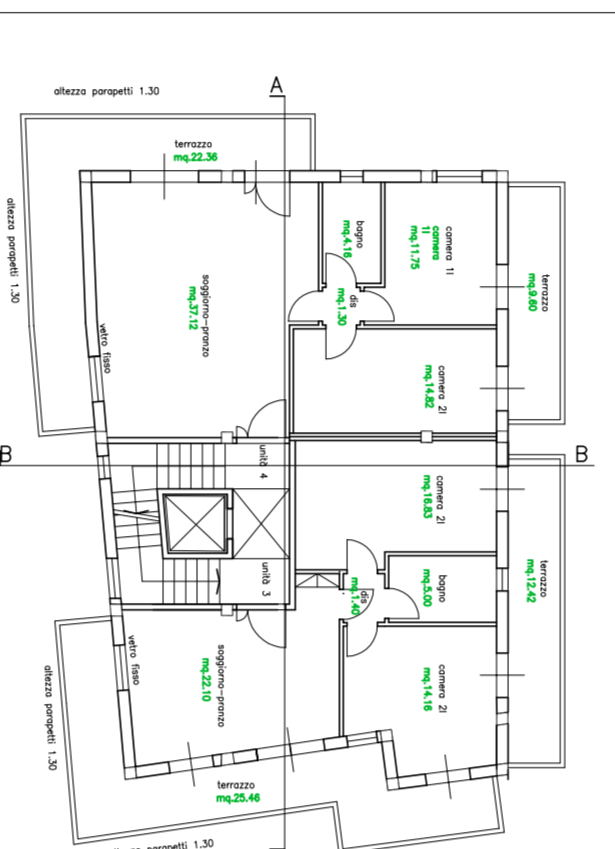 A
altezza parapetti 1.30
terrazzo
mq.22.36
altezza parapetti 1.30
bagno
mq.4.16
camera 1l
camera
1l
mq.11.75
dis
mq.1.30
terrazzo
mq.9.60
soggiorno-pranzo
mq.37.12
vetro fisso
camera 2l
mq.14.82
B
B
unità 4
camera 2l
mq.16.83
unità 3
dis
mq.1.40
bagno
mq.5.00
terrazzo
mq.12.42
vetro fisso
soggiorno-pranzo
mq.22.10
camera 2l
mq.14.16
altezza parapetti 1.30
terrazzo
mq.25.46
parapetti 1.30